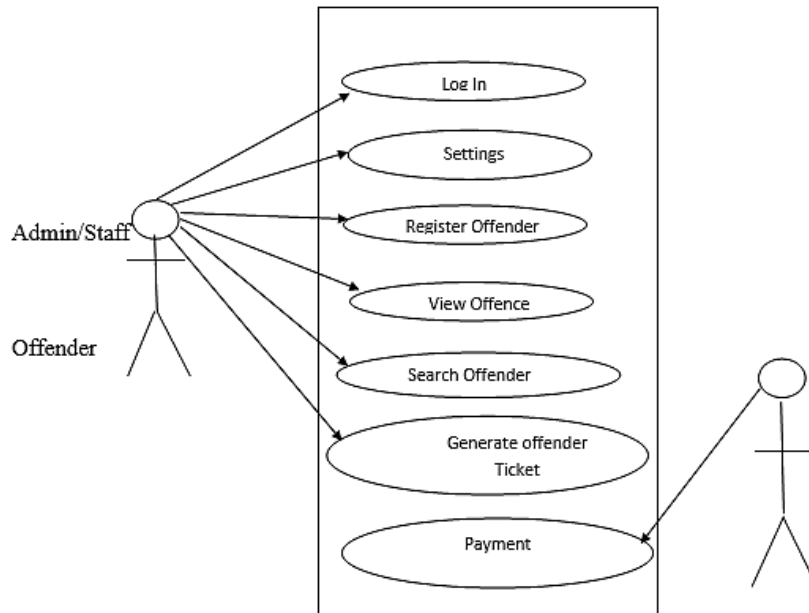 Log In
Settings
Admin/Staff
Register Offender
View Offence
Offender
Search Offender
Generate offender
Ticket
Payment